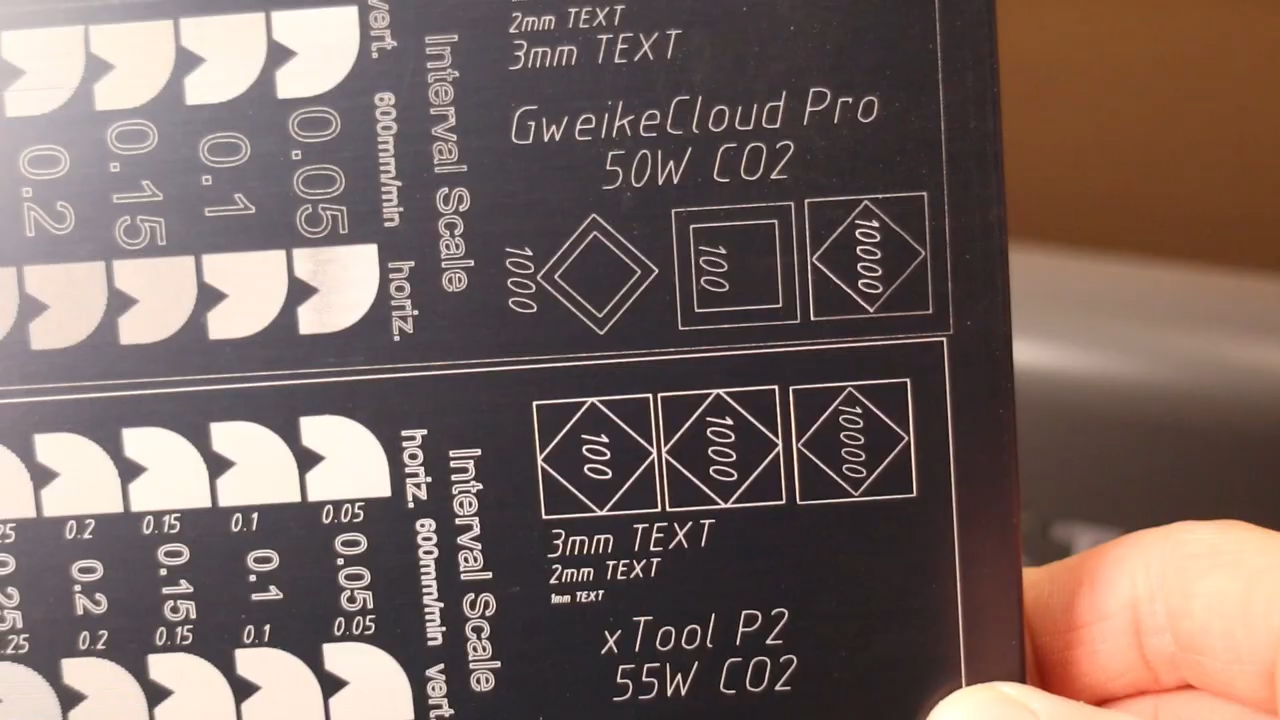 2mm TEXT
3mm TEXT
GweikeCloud Pro
50W CO2
1000
100
10000
vert.
600mm/min
horiz.
Interval Scale
0.2
0.15
0.1
0.05
100
1000
10000
3mm TEXT
2mm TEXT
1mm TEXT
xTool P2
55W CO2
Interval Scale
horiz. 600mm/min vert.
0.2 0.15 0.1 0.05
0.25 0.2 0.15 0.1 0.05
.25 0.2 0.15 0.1 0.05